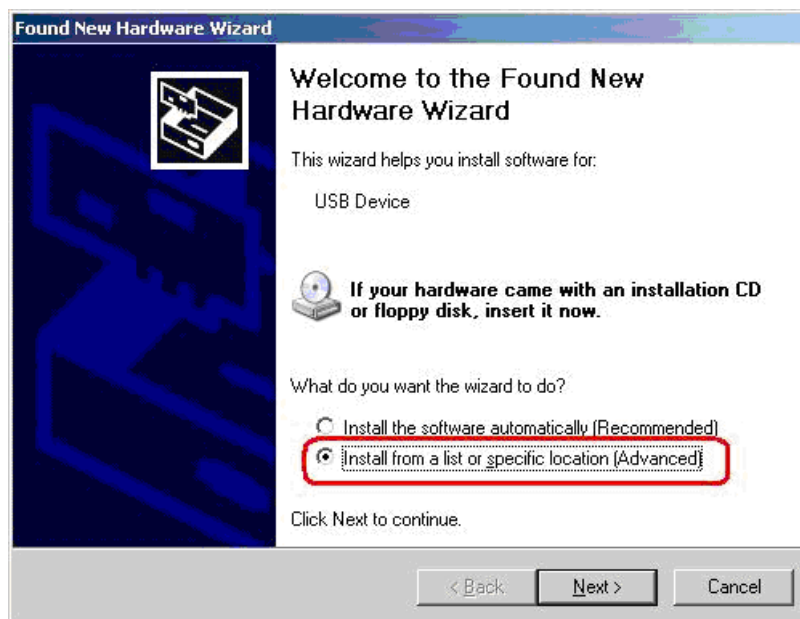 Found New Hardware Wizard
Welcome to the Found New
Hardware Wizard
This wizard helps you install software for:
USB Device
If your hardware came with an installation CD
or floppy disk, insert it now.
What do you want the wizard to do?
Install the software automatically (Recommended)
Install from a list or specific location (Advanced)
Click Next to continue.
< Back Next > Cancel